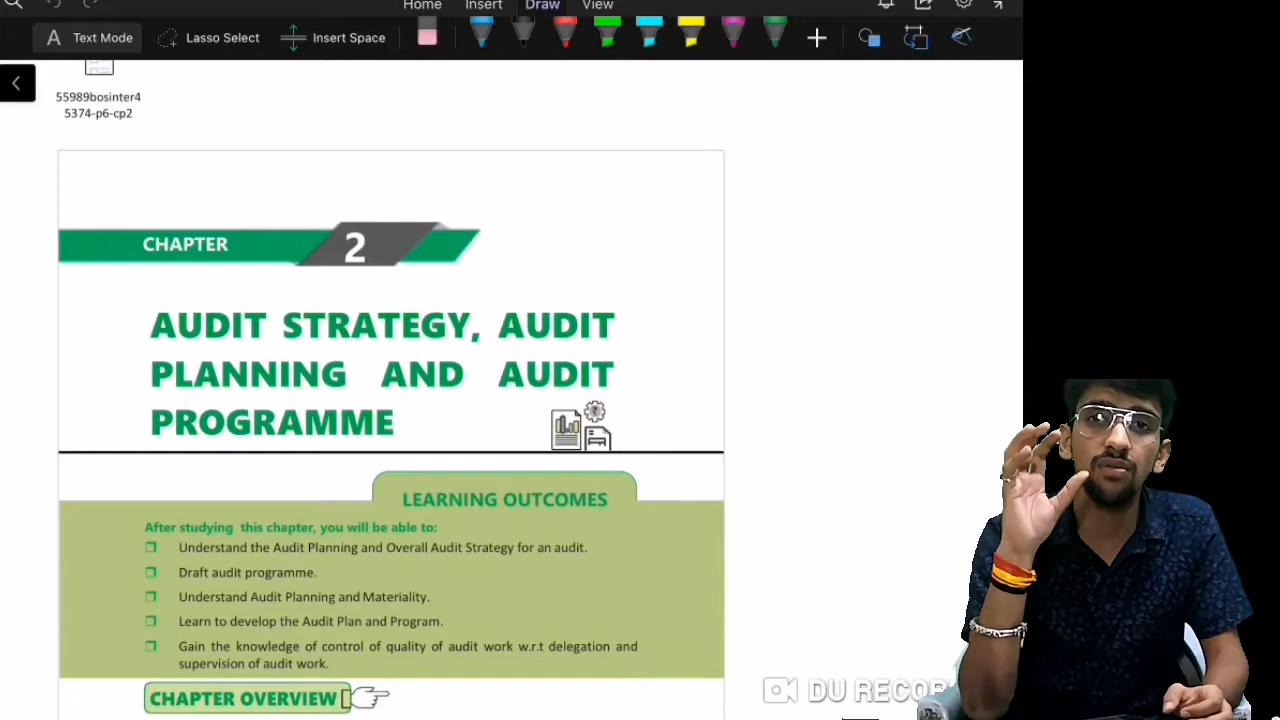 Home Insert Draw View
Text Mode Lasso Select Insert Space
55989bosinter4
5374-p6-cp2
CHAPTER 2
AUDIT STRATEGY, AUDIT
PLANNING AND AUDIT
PROGRAMME
LEARNING OUTCOMES
After studying this chapter, you will be able to:
Understand the Audit Planning and Overall Audit Strategy for an audit.
Draft audit programme.
Understand Audit Planning and Materiality.
Learn to develop the Audit Plan and Program.
Gain the knowledge of control of quality of audit work w.r.t delegation and
supervision of audit work.
CHAPTER OVERVIEW
DU RECO